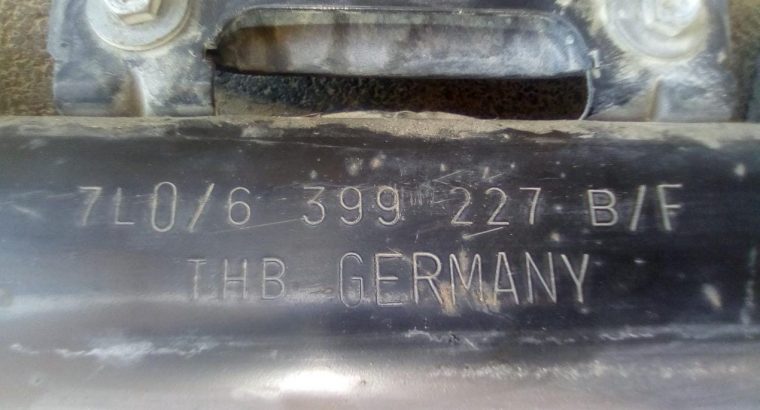 7L0/6 399 227 B/F
THB GERMANY